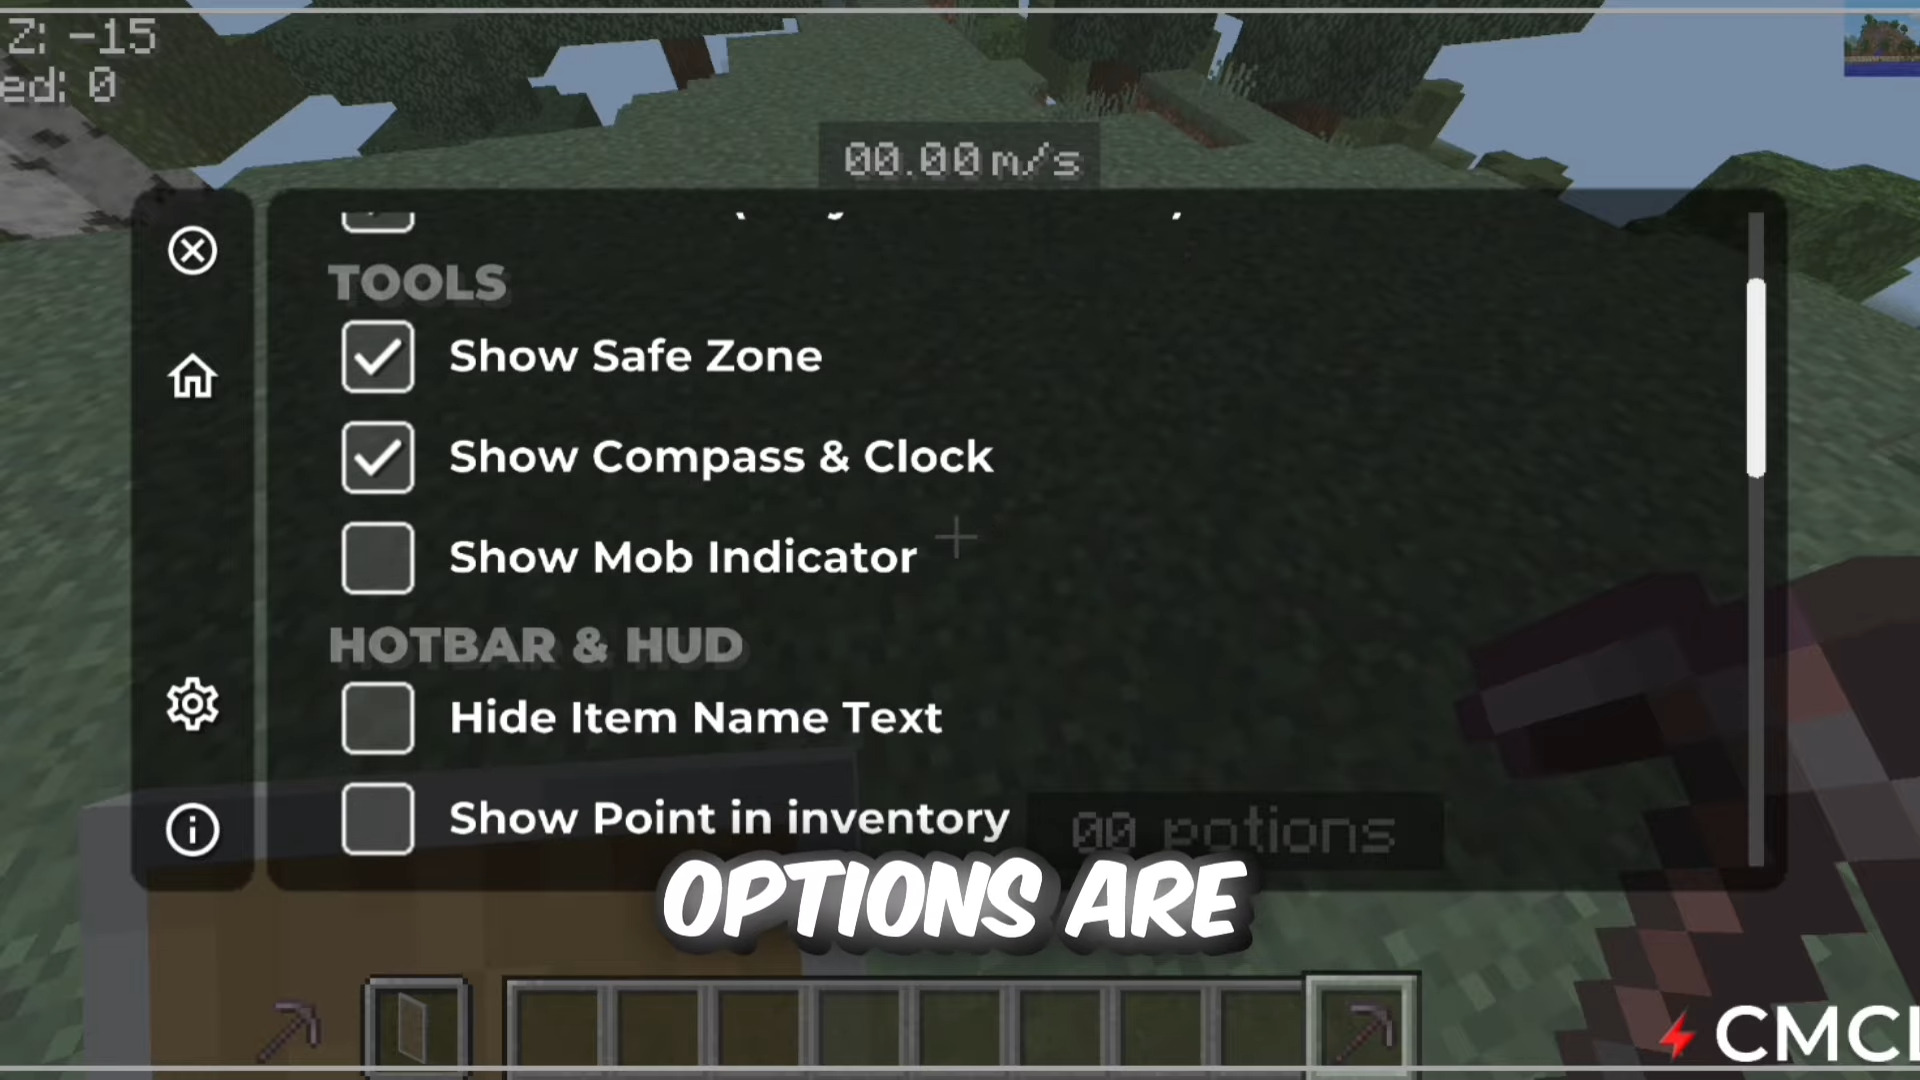 Z: -15
ed: 0
00.00m/s
TOOLS
Show Safe Zone
Show Compass & Clock
Show Mob Indicator
HOTBAR & HUD
Hide Item Name Text
Show Point in inventory
00 potions
OPTIONS ARE
CMCL